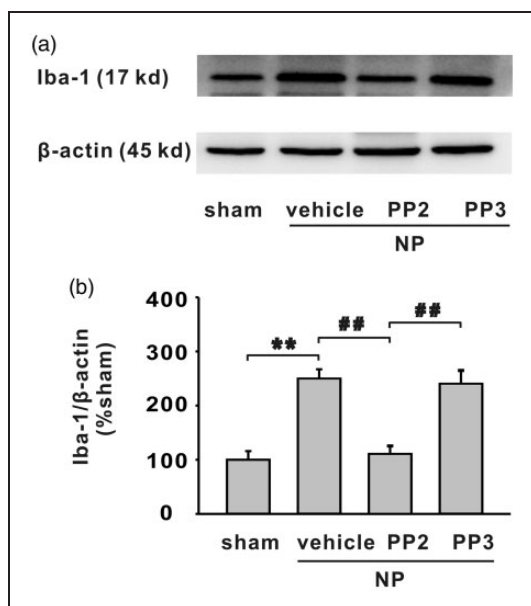 (a)
Iba-1 (17 kd)
β-actin (45 kd)
sham vehicle PP2 PP3
NP
(b)
Iba-1/β-actin
(%sham)
400
300
200
100
0
** ## ##
sham vehicle PP2 PP3
NP